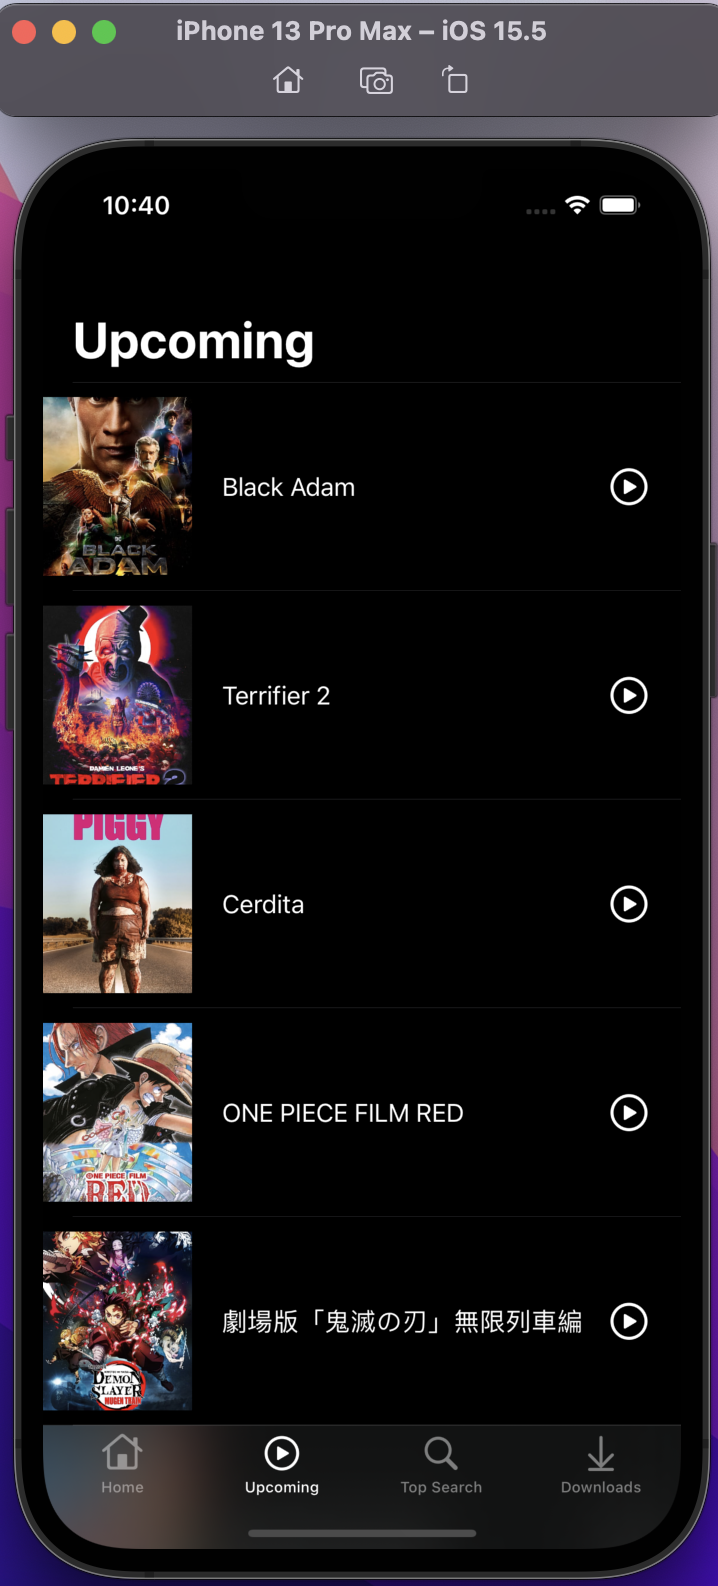 iPhone 13 Pro Max – iOS 15.5
10:40
Upcoming
BLACK
ADAM
Black Adam
DAMIEN LEONE'S
TERRIFIER 2
Terrifier 2
PIGGY
Cerdita
ONE PIECE FILM
RED
ONE PIECE FILM RED
DEMON
SLAYER
MUGEN TRAIN
劇場版「鬼滅の刃」無限列車編
Home
Upcoming
Top Search
Downloads